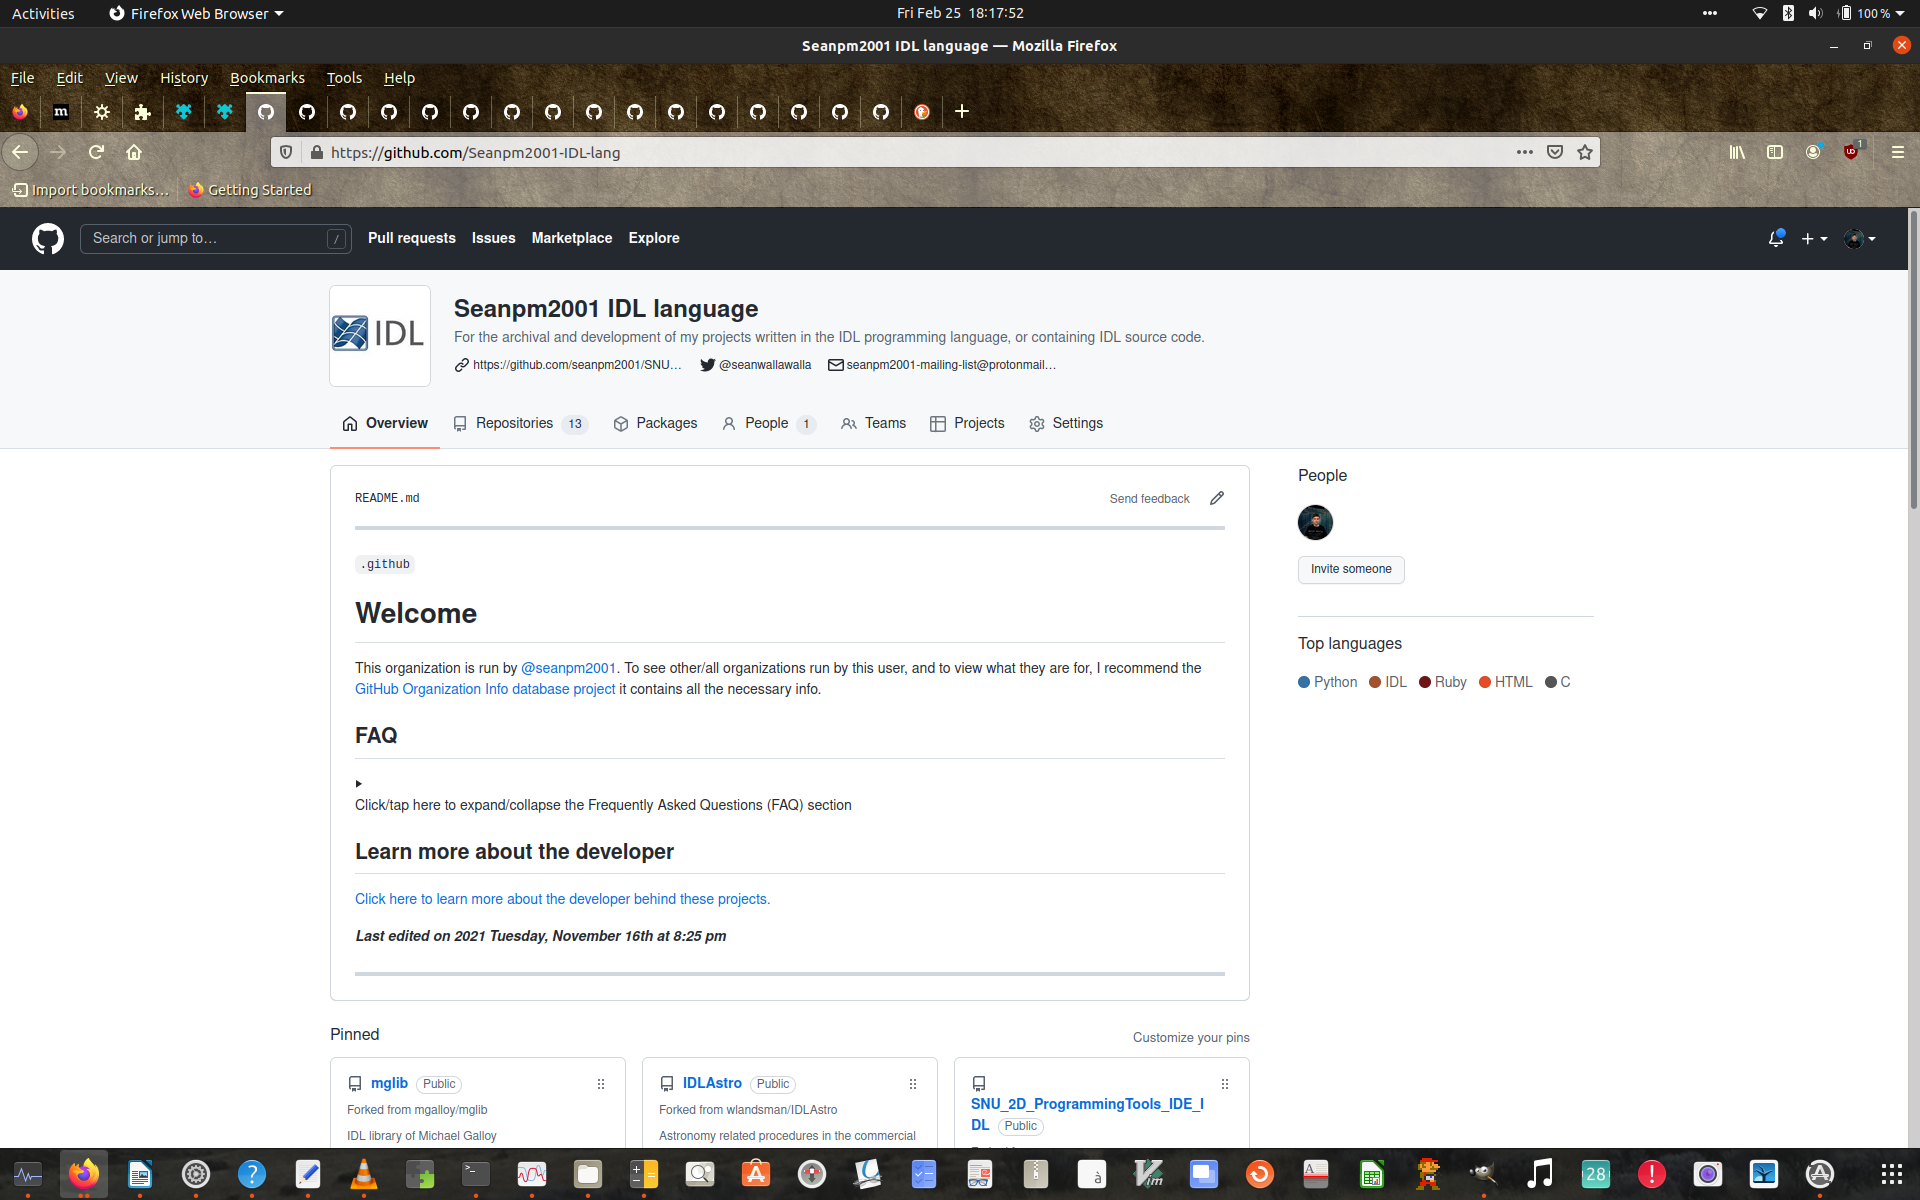 Activities
Firefox Web Browser
Fri Feb 25 18:17:52
100 %
Seanpm2001 IDL language — Mozilla Firefox
File Edit View History Bookmarks Tools Help
m
https://github.com/Seanpm2001-IDL-lang
1
Import bookmarks...
Getting Started
Search or jump to...
/
Pull requests
Issues
Marketplace
Explore
IDL
Seanpm2001 IDL language
For the archival and development of my projects written in the IDL programming language, or containing IDL source code.
https://github.com/seanpm2001/SNU...
@seanwallawalla
seanpm2001-mailing-list@protonmail...
Overview
Repositories 13
Packages
People 1
Teams
Projects
Settings
README.md
Send feedback
.github
Welcome
This organization is run by @seanpm2001. To see other/all organizations run by this user, and to view what they are for, I recommend the
GitHub Organization Info database project it contains all the necessary info.
FAQ
Click/tap here to expand/collapse the Frequently Asked Questions (FAQ) section
Learn more about the developer
Click here to learn more about the developer behind these projects.
Last edited on 2021 Tuesday, November 16th at 8:25 pm
People
Invite someone
Top languages
Python IDL Ruby HTML C
Pinned
Customize your pins
mglib Public
Forked from mgalloy/mglib
IDL library of Michael Galloy
IDLAstro Public
Forked from wlandsman/IDLAstro
Astronomy related procedures in the commercial
SNU_2D_ProgrammingTools_IDE_I
DL Public
28